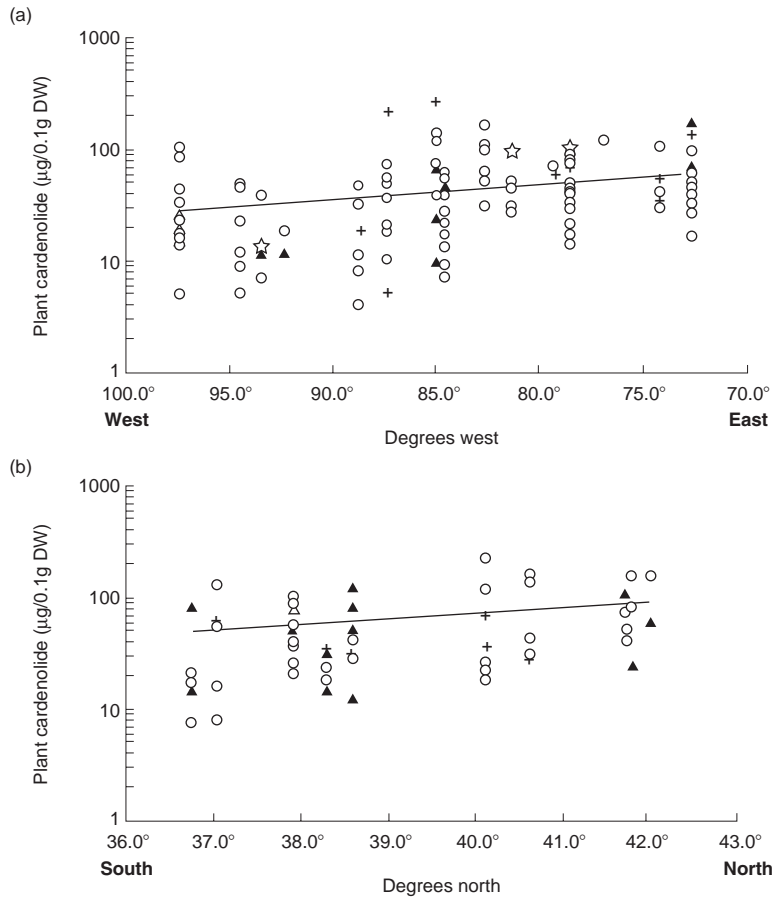 (a)
1000
100
10
1
Plant cardenolide (μg/0.1g DW)
100.0° 95.0° 90.0° 85.0° 80.0° 75.0° 70.0°
West East
Degrees west
(b)
1000
100
10
1
Plant cardenolide (μg/0.1g DW)
36.0° 37.0° 38.0° 39.0° 40.0° 41.0° 42.0° 43.0°
South North
Degrees north